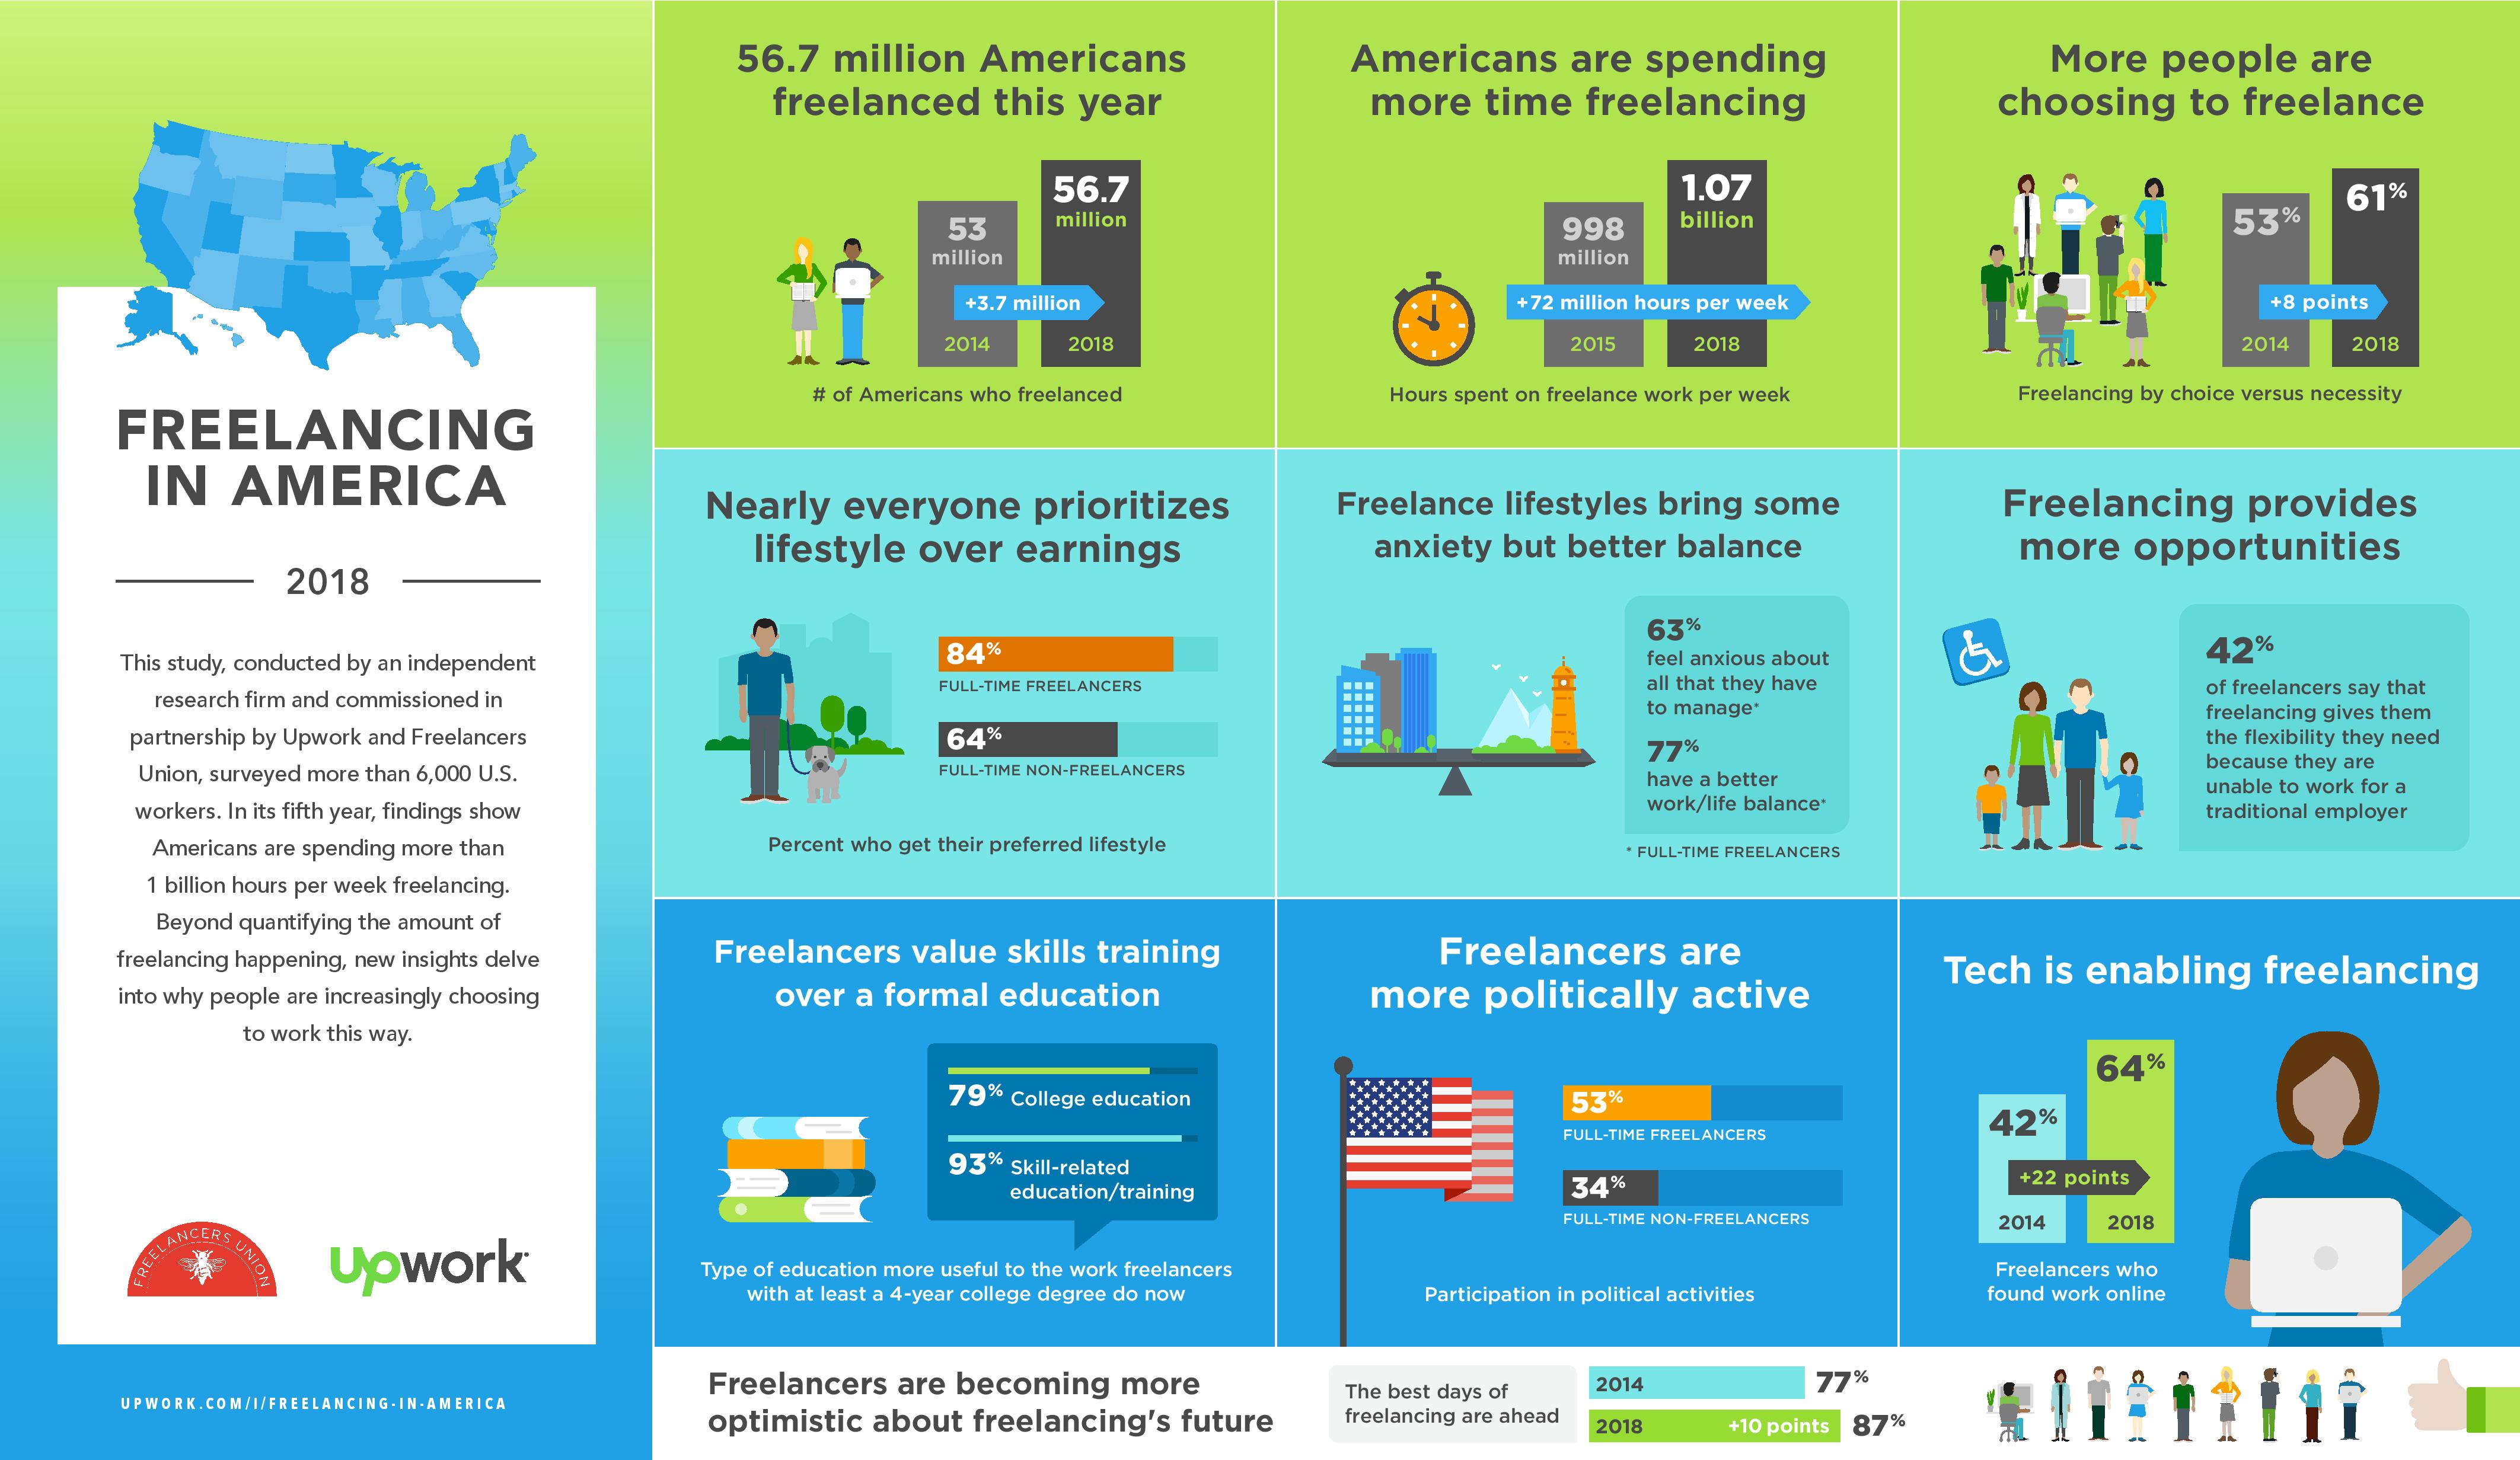 FREELANCING
IN AMERICA
2018
This study, conducted by an independent
research firm and commissioned in
partnership by Upwork and Freelancers
Union, surveyed more than 6,000 U.S.
workers. In its fifth year, findings show
Americans are spending more than
1 billion hours per week freelancing.
Beyond quantifying the amount of
freelancing happening, new insights delve
into why people are increasingly choosing
to work this way.
FREELANCERS UNION
upwork
UPWORK.COM/I/FREELANCING-IN-AMERICA
56.7 million Americans
freelanced this year
53
million
56.7
million
+3.7 million
2014
2018
# of Americans who freelanced
Americans are spending
more time freelancing
998
million
1.07
billion
+72 million hours per week
2015
2018
Hours spent on freelance work per week
More people are
choosing to freelance
53%
61%
+8 points
2014
2018
Freelancing by choice versus necessity
Nearly everyone prioritizes
lifestyle over earnings
84%
FULL-TIME FREELANCERS
64%
FULL-TIME NON-FREELANCERS
Percent who get their preferred lifestyle
Freelance lifestyles bring some
anxiety but better balance
63%
feel anxious about
all that they have
to manage*
77%
have a better
work/life balance*
* FULL-TIME FREELANCERS
Freelancing provides
more opportunities
42%
of freelancers say that
freelancing gives them
the flexibility they need
because they are
unable to work for a
traditional employer
Freelancers value skills training
over a formal education
79% College education
93% Skill-related
education/training
Type of education more useful to the work freelancers
with at least a 4-year college degree do now
Freelancers are
more politically active
53%
FULL-TIME FREELANCERS
34%
FULL-TIME NON-FREELANCERS
Participation in political activities
Tech is enabling freelancing
42%
64%
+22 points
2014
2018
Freelancers who
found work online
Freelancers are becoming more
optimistic about freelancing's future
The best days of
freelancing are ahead
2014 77%
2018 +10 points 87%